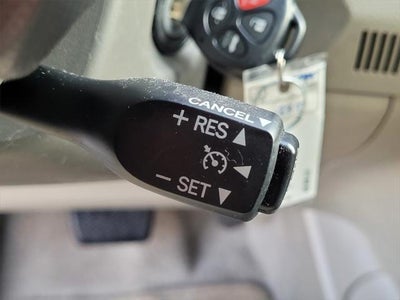 CANCEL ▼
+ RES ▲
◀
− SET ▼